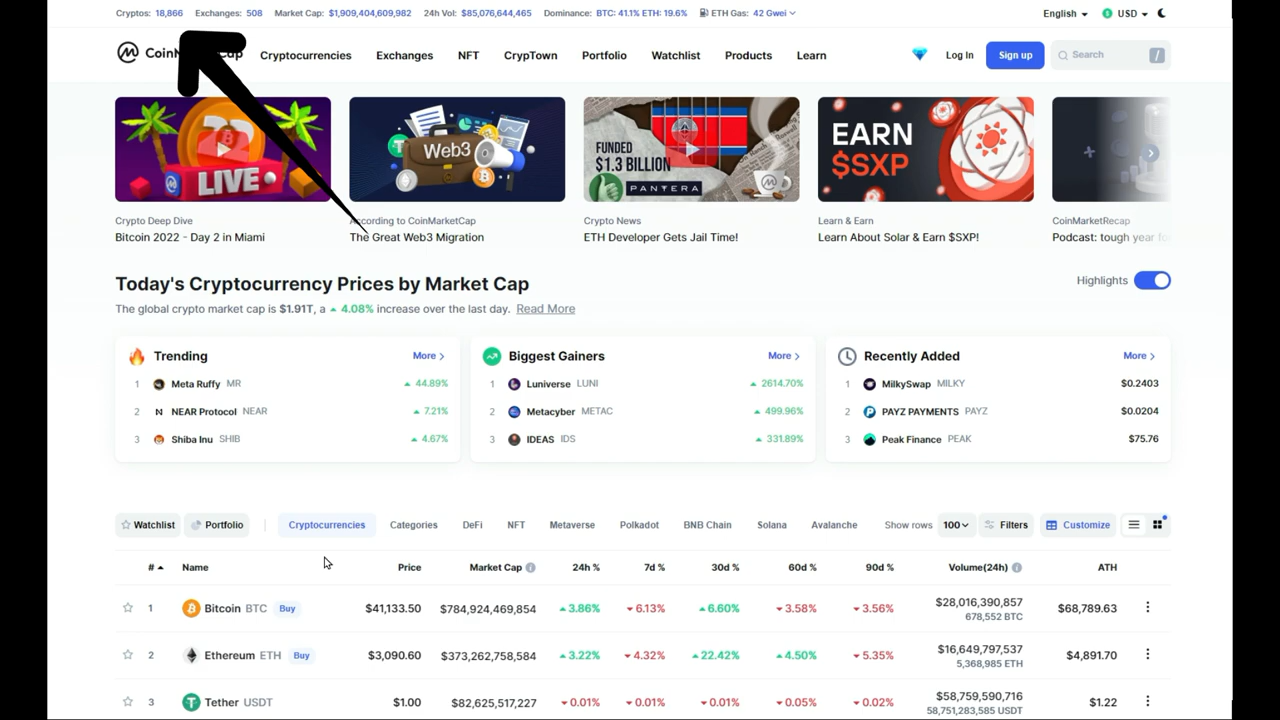 Cryptos: 18,866 Exchanges: 508 Market Cap: $1,909,404,609,982 24h Vol: $85,076,644,465 Dominance: BTC: 41.1% ETH: 19.6% ETH Gas: 42 Gwei English USD
Cryptocurrencies Exchanges NFT CrypTown Portfolio Watchlist Products Learn Log In Sign up Search /
LIVE
Web3
FUNDED
$1.3 BILLION
PANTERA
EARN
$SXP
Crypto Deep Dive According to CoinMarketCap Crypto News Learn & Earn CoinMarketRecap
Bitcoin 2022 - Day 2 in Miami The Great Web3 Migration ETH Developer Gets Jail Time! Learn About Solar & Earn $SXP! Podcast: tough year
Today's Cryptocurrency Prices by Market Cap Highlights
The global crypto market cap is $1.91T, a 4.08% increase over the last day. Read More
Trending More Biggest Gainers More Recently Added More
1 Meta Ruffy MR 44.89% 1 Luniverse LUNI 2614.70% 1 MilkySwap MILKY $0.2403
2 NEAR Protocol NEAR 7.21% 2 Metacyber METAC 499.96% 2 PAYZ PAYMENTS PAYZ $0.0204
3 Shiba Inu SHIB 4.67% 3 IDEAS IDS 331.89% 3 Peak Finance PEAK $75.76
Watchlist Portfolio Cryptocurrencies Categories DeFi NFT Metaverse Polkadot BNB Chain Solana Avalanche Show rows 100 Filters Customize
# Name Price Market Cap 24h % 7d % 30d % 60d % 90d % Volume(24h) ATH
1 Bitcoin BTC Buy $41,133.50 $784,924,469,854 3.86% 6.13% 6.60% 3.58% 3.56% $28,016,390,857 $68,789.63
678,552 BTC
2 Ethereum ETH Buy $3,090.60 $373,262,758,584 3.22% 4.32% 22.42% 4.50% 5.35% $16,649,797,537 $4,891.70
5,368,985 ETH
3 Tether USDT $1.00 $82,625,517,227 0.01% 0.01% 0.01% 0.05% 0.02% $58,759,590,716 $1.22
58,751,283,585 USDT